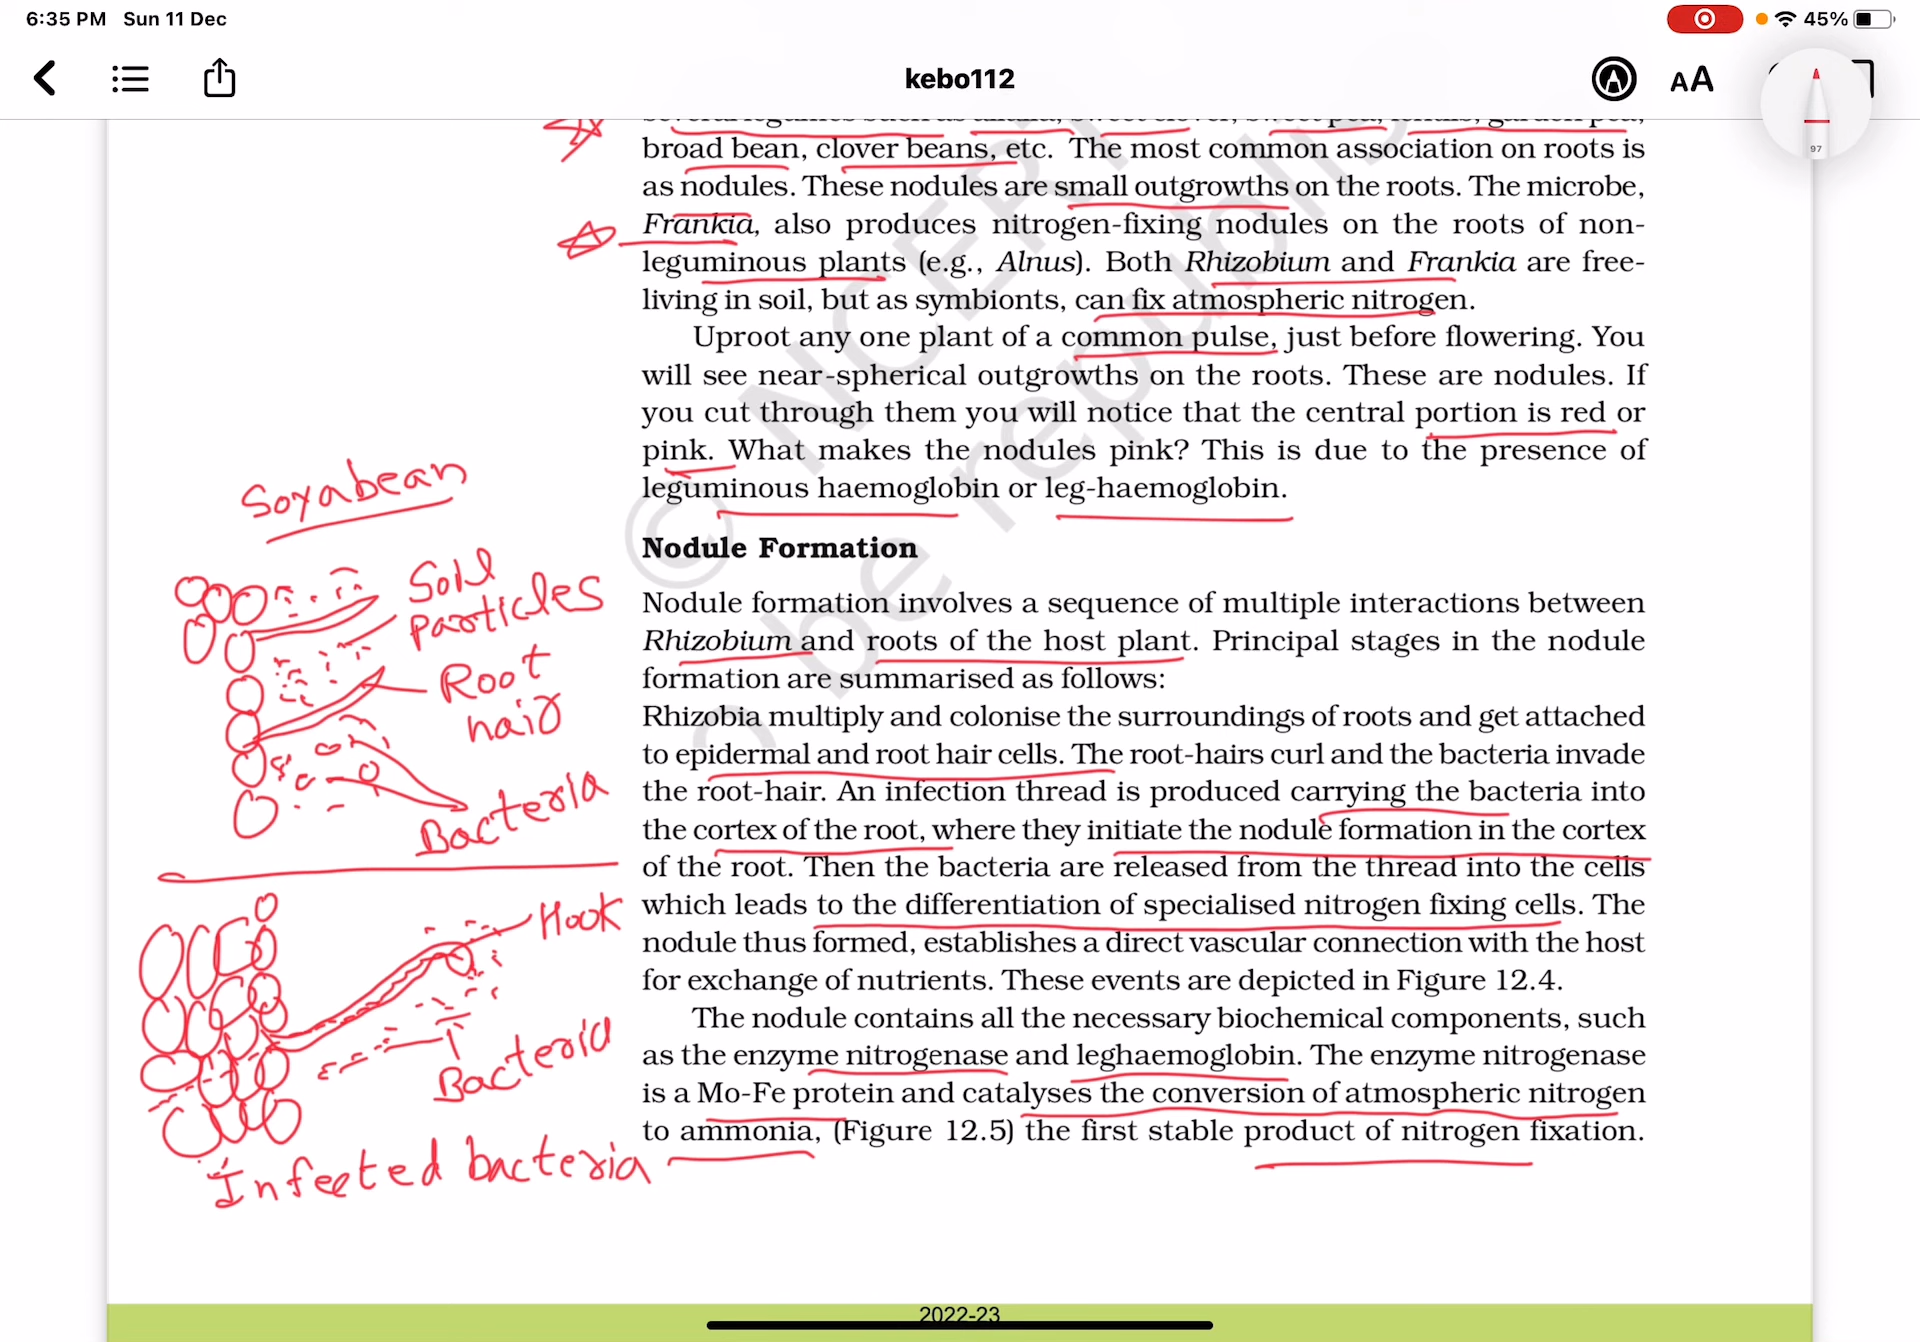 6:35 PM Sun 11 Dec
45%
kebo112
AA
97
broad bean, clover beans, etc. The most common association on roots is
as nodules. These nodules are small outgrowths on the roots. The microbe,
Frankia, also produces nitrogen-fixing nodules on the roots of non-
leguminous plants (e.g., Alnus). Both Rhizobium and Frankia are free-
living in soil, but as symbionts, can fix atmospheric nitrogen.
Uproot any one plant of a common pulse, just before flowering. You
will see near-spherical outgrowths on the roots. These are nodules. If
you cut through them you will notice that the central portion is red or
pink. What makes the nodules pink? This is due to the presence of
leguminous haemoglobin or leg-haemoglobin.
Nodule Formation
Nodule formation involves a sequence of multiple interactions between
Rhizobium and roots of the host plant. Principal stages in the nodule
formation are summarised as follows:
Rhizobia multiply and colonise the surroundings of roots and get attached
to epidermal and root hair cells. The root-hairs curl and the bacteria invade
the root-hair. An infection thread is produced carrying the bacteria into
the cortex of the root, where they initiate the nodule formation in the cortex
of the root. Then the bacteria are released from the thread into the cells
which leads to the differentiation of specialised nitrogen fixing cells. The
nodule thus formed, establishes a direct vascular connection with the host
for exchange of nutrients. These events are depicted in Figure 12.4.
The nodule contains all the necessary biochemical components, such
as the enzyme nitrogenase and leghaemoglobin. The enzyme nitrogenase
is a Mo-Fe protein and catalyses the conversion of atmospheric nitrogen
to ammonia, (Figure 12.5) the first stable product of nitrogen fixation.
Soyabean
Soil
particles
Root
hair
Bacteria
Hook
Bacteria
Infected bacteria
© NCERT
be republis
2022-23